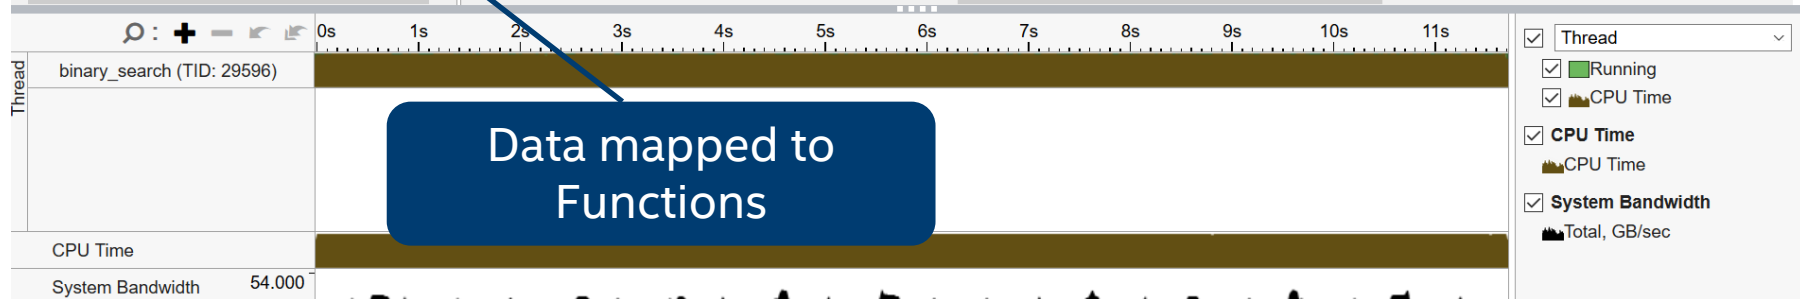 0s 1s 2s 3s 4s 5s 6s 7s 8s 9s 10s 11s
Thread
binary_search (TID: 29596)
Data mapped to
Functions
CPU Time
System Bandwidth 54.000
Thread
Running
CPU Time
CPU Time
CPU Time
System Bandwidth
Total, GB/sec